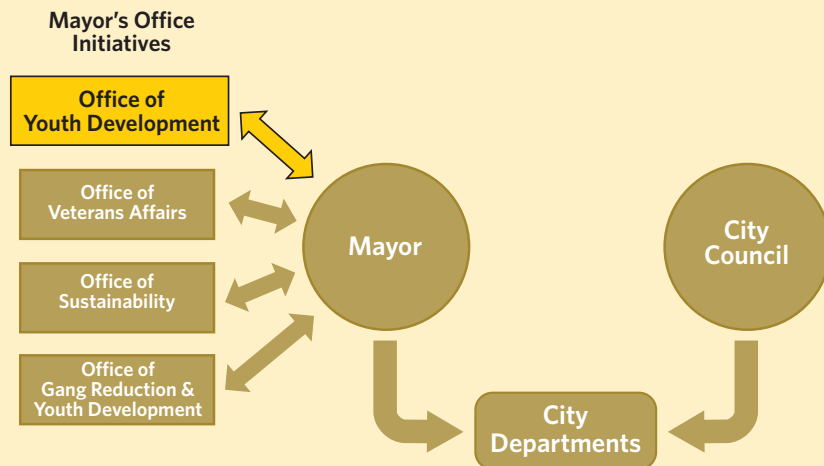 Mayor’s Office
Initiatives
Office of
Youth Development
Office of
Veterans Affairs
Office of
Sustainability
Office of
Gang Reduction &
Youth Development
Mayor
City
Council
City
Departments